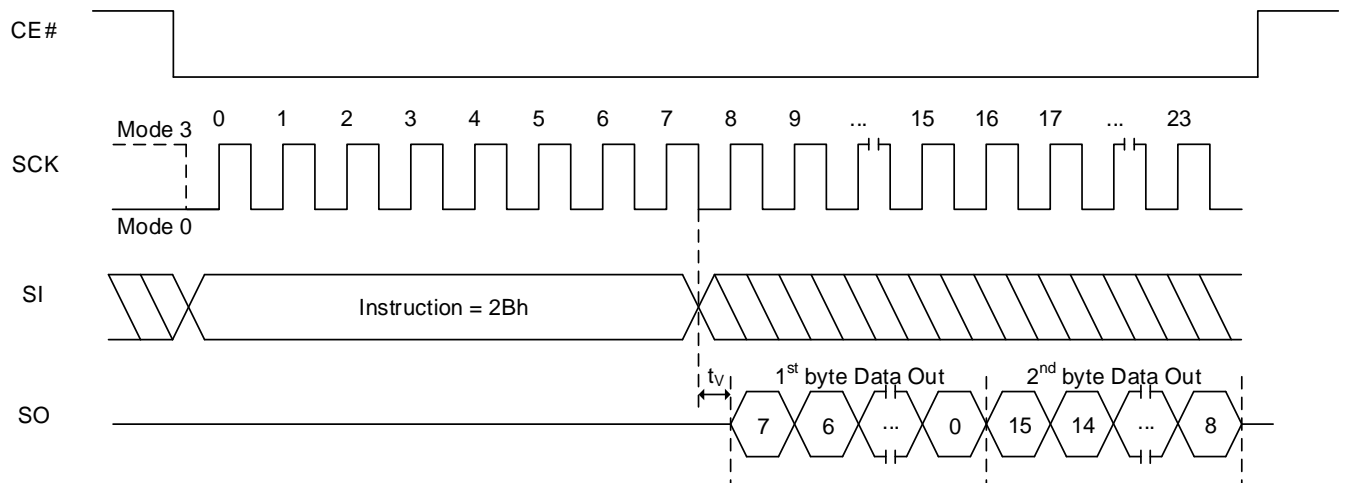 CE#
0 1 2 3 4 5 6 7 8 9 ... 15 16 17 ... 23
Mode 3
SCK
Mode 0
SI
Instruction = 2Bh
tV 1st byte Data Out 2nd byte Data Out
SO
7 6 ... 0 15 14 ... 8